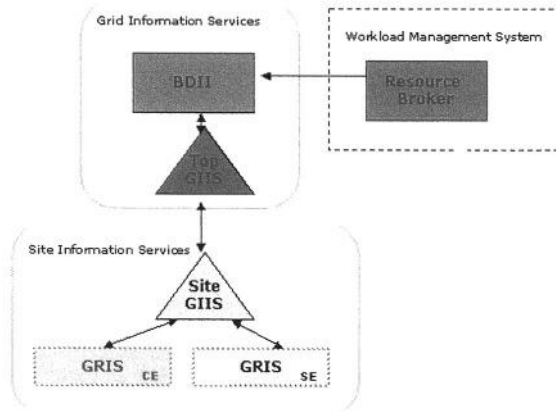 Grid Information Services
Workload Management System
BDII
Resource
Broker
Top
GIIS
Site Information Services
Site
GIIS
GRIS CE
GRIS SE